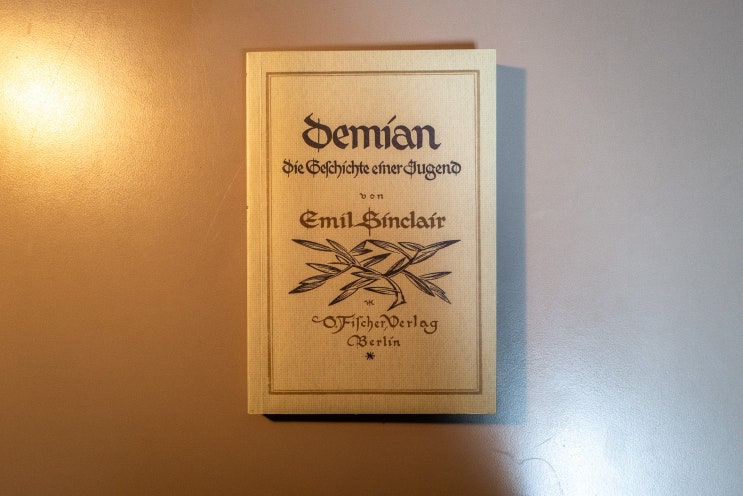 Demian
Die Geschichte einer Jugend
von
Emil Sinclair
S. Fischer, Verlag
Berlin